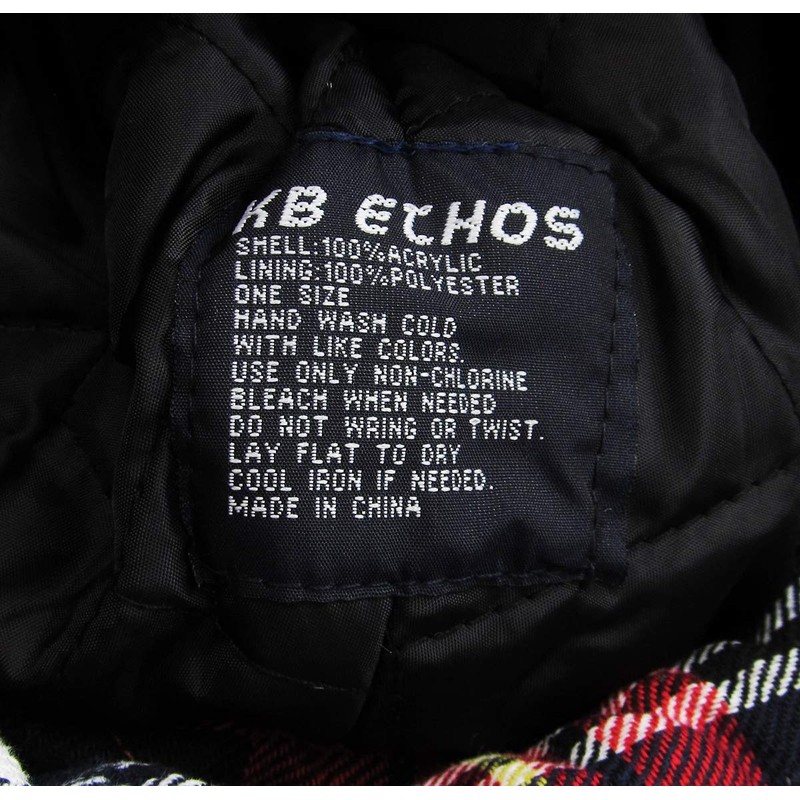 KB ETHOS
SHELL:100%ACRYLIC
LINING:100%POLYESTER
ONE SIZE
HAND WASH COLD
WITH LIKE COLORS.
USE ONLY NON-CHLORINE
BLEACH WHEN NEEDED
DO NOT WRING OR TWIST.
LAY FLAT TO DRY
COOL IRON IF NEEDED.
MADE IN CHINA